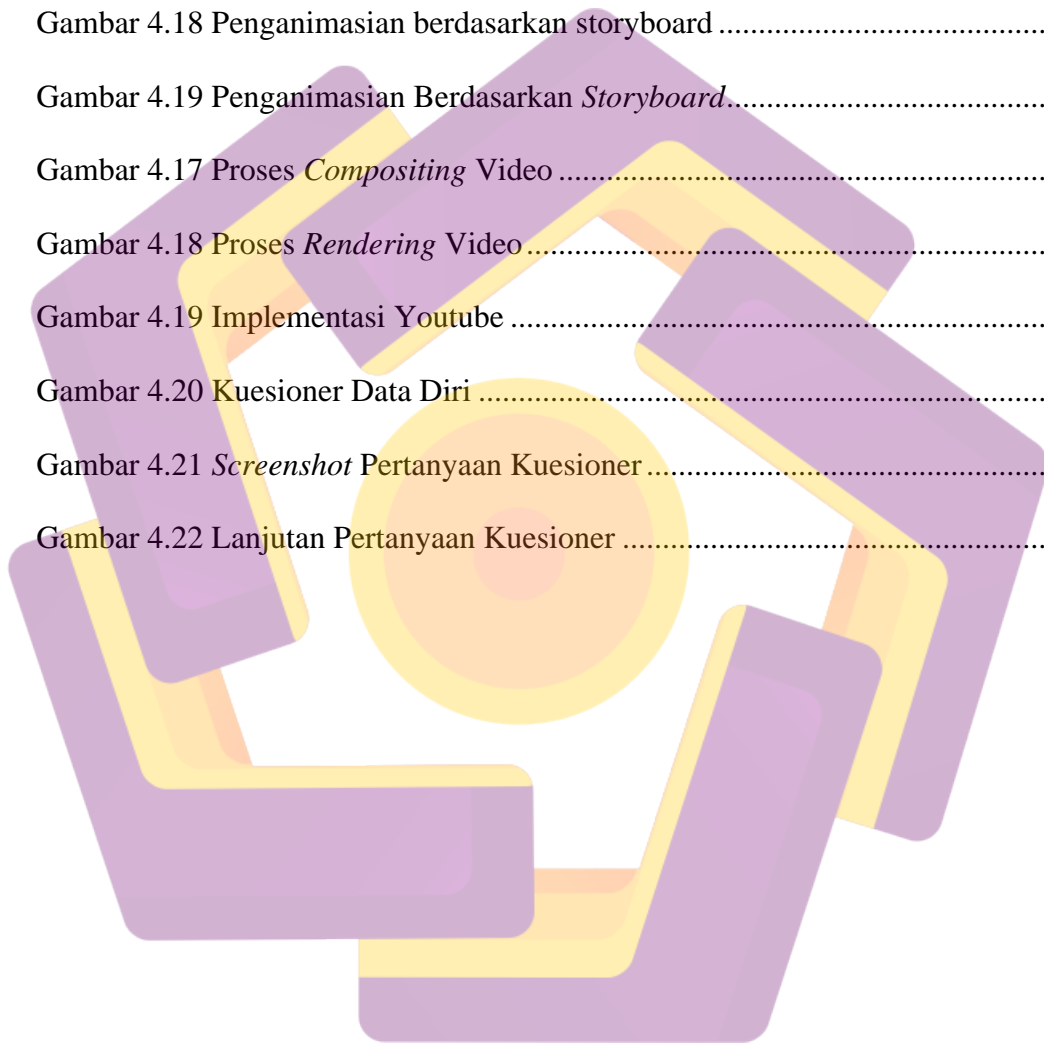 Gambar 4.18 Penganimasian berdasarkan storyboard ........................................
Gambar 4.19 Penganimasian Berdasarkan Storyboard.......................................
Gambar 4.17 Proses Compositing Video ............................................................
Gambar 4.18 Proses Rendering Video................................................................
Gambar 4.19 Implementasi Youtube ..................................................................
Gambar 4.20 Kuesioner Data Diri ......................................................................
Gambar 4.21 Screenshot Pertanyaan Kuesioner .................................................
Gambar 4.22 Lanjutan Pertanyaan Kuesioner ....................................................